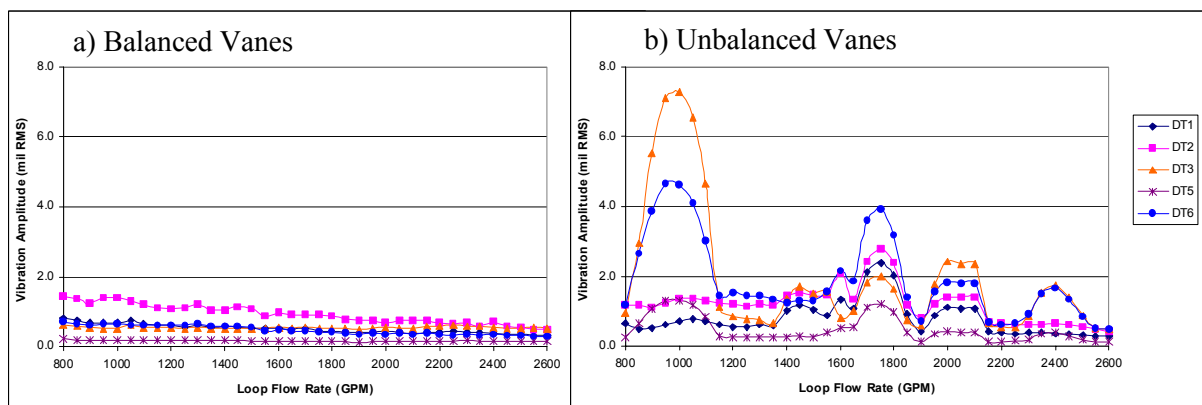 a) Balanced Vanes
8.0
6.0
4.0
2.0
0.0
800 1000 1200 1400 1600 1800 2000 2200 2400 2600
Vibration Amplitude (mil RMS)
Loop Flow Rate (GPM)
b) Unbalanced Vanes
8.0
6.0
4.0
2.0
0.0
800 1000 1200 1400 1600 1800 2000 2200 2400 2600
Vibration Amplitude (mil RMS)
Loop Flow Rate (GPM)
DT1
DT2
DT3
DT5
DT6